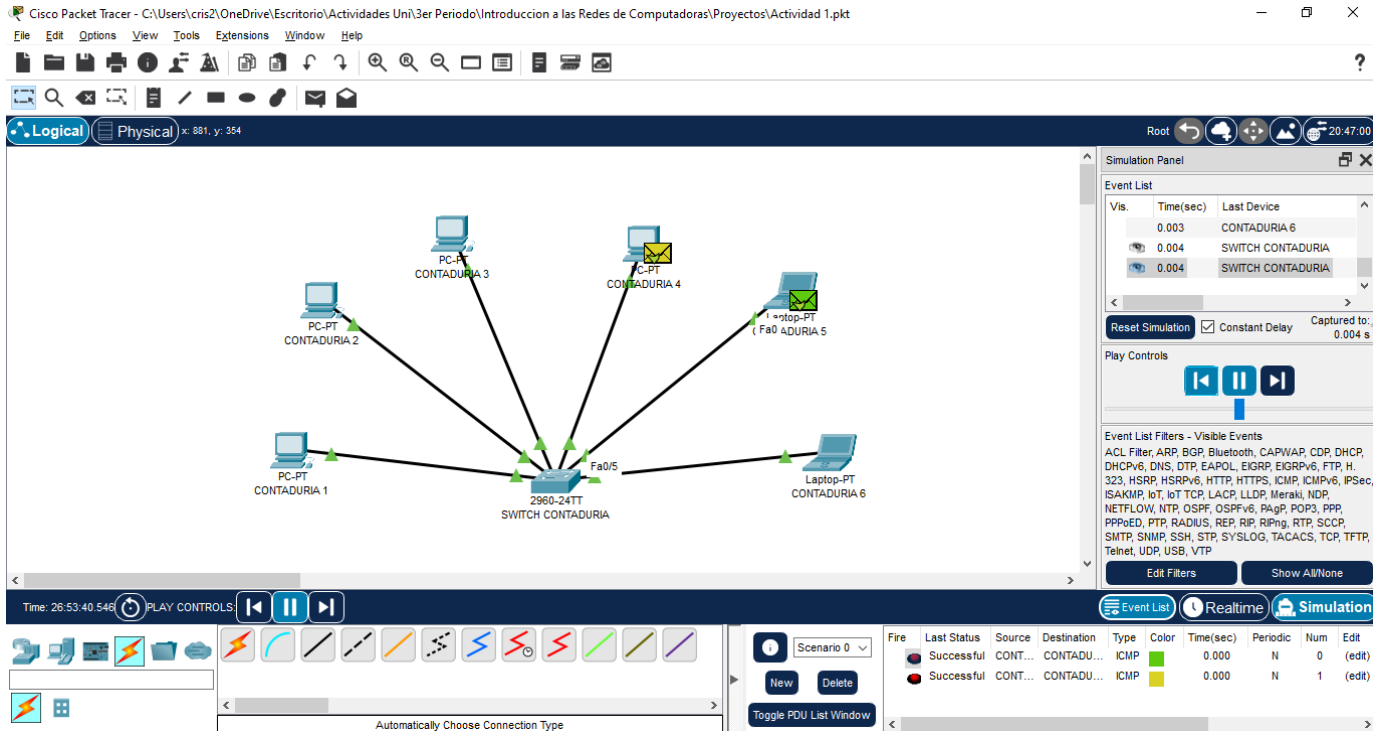 Cisco Packet Tracer - C:\Users\cris2\OneDrive\Escritorio\Actividades Uni\3er Periodo\Introduccion a las Redes de Computadoras\Proyectos\Actividad 1.pkt
File Edit Options View Tools Extensions Window Help
?
Logical Physical x: 881, y: 354 Root 20:47:00
Simulation Panel
Event List
Vis. Time(sec) Last Device
0.003 CONTADURIA 6
0.004 SWITCH CONTADURIA
0.004 SWITCH CONTADURIA
Reset Simulation Constant Delay Captured to:
0.004 s
Play Controls
Event List Filters - Visible Events
ACL Filter, ARP, BGP, Bluetooth, CAPWAP, CDP, DHCP,
DHCPv6, DNS, DTP, EAPOL, EIGRP, EIGRPv6, FTP, H.
323, HSRP, HSRPv6, HTTP, HTTPS, ICMP, ICMPv6, IPSec,
ISAKMP, IoT, IoT TCP, LACP, LLDP, Meraki, NDP,
NETFLOW, NTP, OSPF, OSPFv6, PAgP, POP3, PPP,
PPPoED, PTP, RADIUS, REP, RIP, RIPng, RTP, SCCP,
SMTP, SNMP, SSH, STP, SYSLOG, TACACS, TCP, TFTP,
Telnet, UDP, USB, VTP
Edit Filters Show All/None
PC-PT
CONTADURIA 3
PC-PT
CONTADURIA 4
PC-PT
CONTADURIA 2
Laptop-PT
Fa0 ADURIA 5
PC-PT
CONTADURIA 1
Fa0/5
2960-24TT
SWITCH CONTADURIA
Laptop-PT
CONTADURIA 6
Time: 26:53:40.546 PLAY CONTROLS: Event List Realtime Simulation
Automatically Choose Connection Type
Scenario 0
New Delete
Toggle PDU List Window
Fire Last Status Source Destination Type Color Time(sec) Periodic Num Edit
Successful CONT... CONTADU... ICMP 0.000 N 0 (edit)
Successful CONT... CONTADU... ICMP 0.000 N 1 (edit)